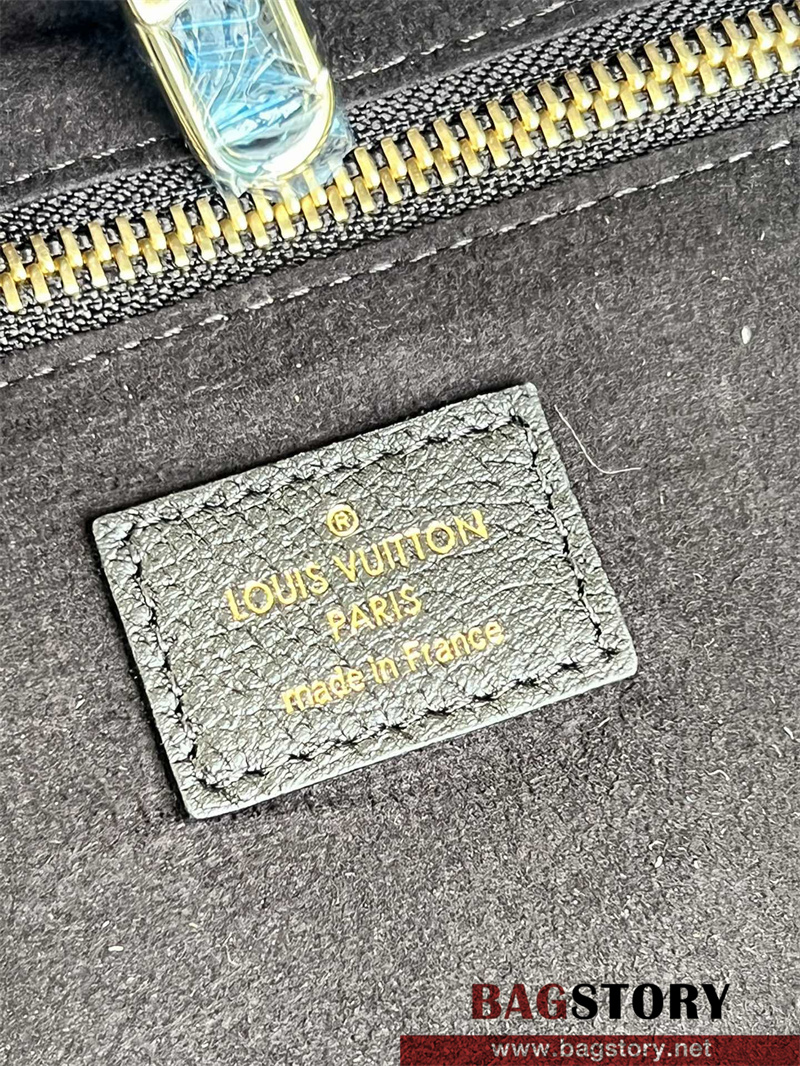 ®
LOUIS VUITTON
PARIS
made in France
BAGSTORY
www.bagstory.net